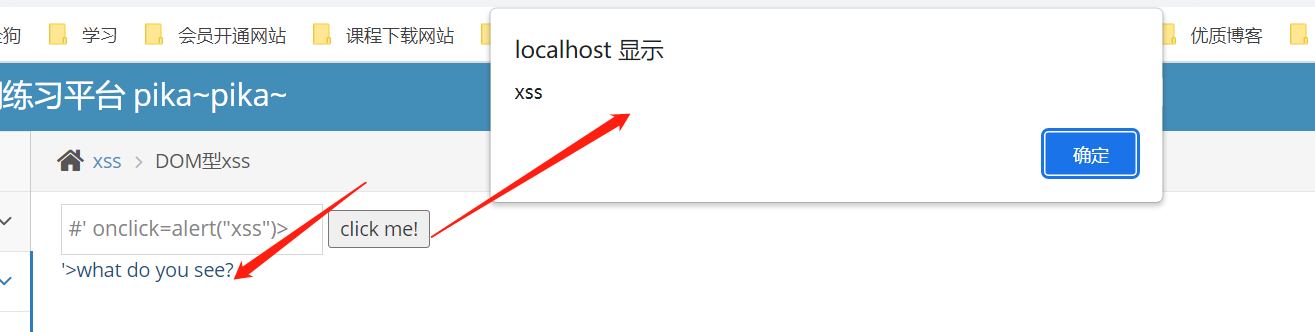 学习 会员开通网站 课程下载网站 优质博客
localhost 显示
xss
确定
练习平台 pika~pika~
xss > DOM型xss
#' onclick=alert("xss")>
click me!
'>what do you see?